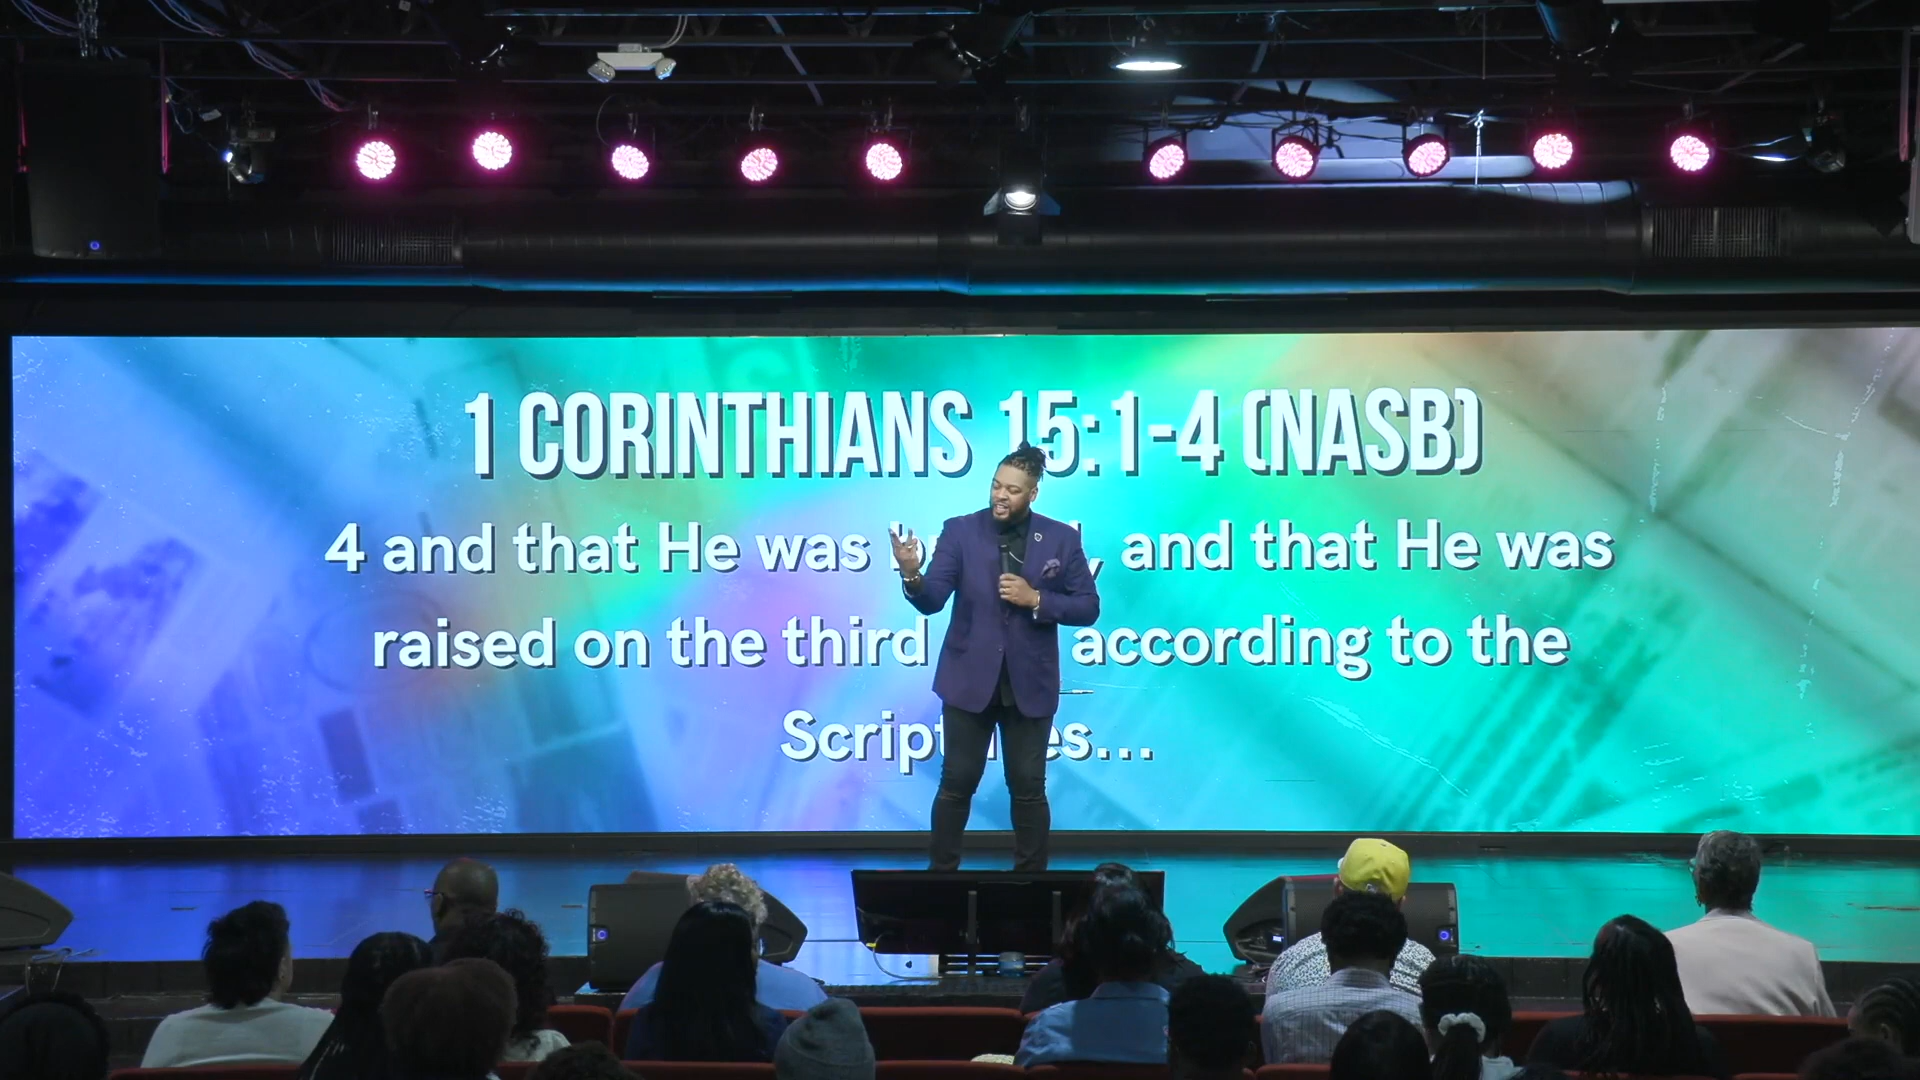 1 CORINTHIANS 15:1-4 (NASB)
4 and that He was , and that He was
raised on the third according to the
Scriptures...